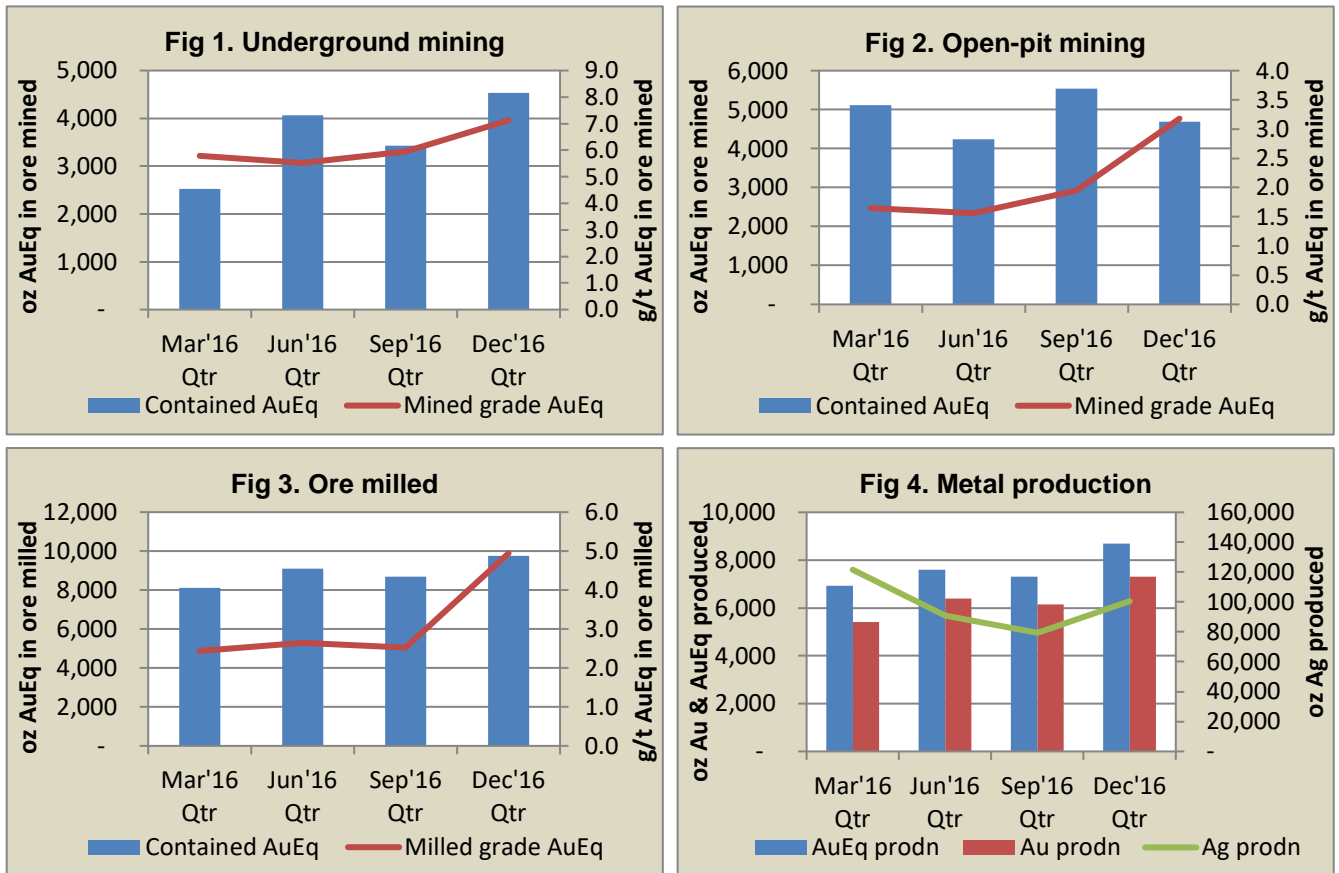 Fig 1. Underground mining
oz AuEq in ore mined
5,000
4,000
3,000
2,000
1,000
-
9.0
8.0
7.0
6.0
5.0
4.0
3.0
2.0
1.0
0.0
g/t AuEq in ore mined
Mar'16 Jun'16 Sep'16 Dec'16
Qtr Qtr Qtr Qtr
Contained AuEq Mined grade AuEq
Fig 2. Open-pit mining
oz AuEq in ore mined
6,000
5,000
4,000
3,000
2,000
1,000
-
4.0
3.5
3.0
2.5
2.0
1.5
1.0
0.5
0.0
g/t AuEq in ore mined
Mar'16 Jun'16 Sep'16 Dec'16
Qtr Qtr Qtr Qtr
Contained AuEq Mined grade AuEq
Fig 3. Ore milled
oz AuEq in ore milled
12,000
10,000
8,000
6,000
4,000
2,000
-
6.0
5.0
4.0
3.0
2.0
1.0
0.0
g/t AuEq in ore milled
Mar'16 Jun'16 Sep'16 Dec'16
Qtr Qtr Qtr Qtr
Contained AuEq Milled grade AuEq
Fig 4. Metal production
oz Au & AuEq produced
10,000
8,000
6,000
4,000
2,000
-
160,000
140,000
120,000
100,000
80,000
60,000
40,000
20,000
-
oz Ag produced
Mar'16 Jun'16 Sep'16 Dec'16
Qtr Qtr Qtr Qtr
AuEq prodn Au prodn Ag prodn